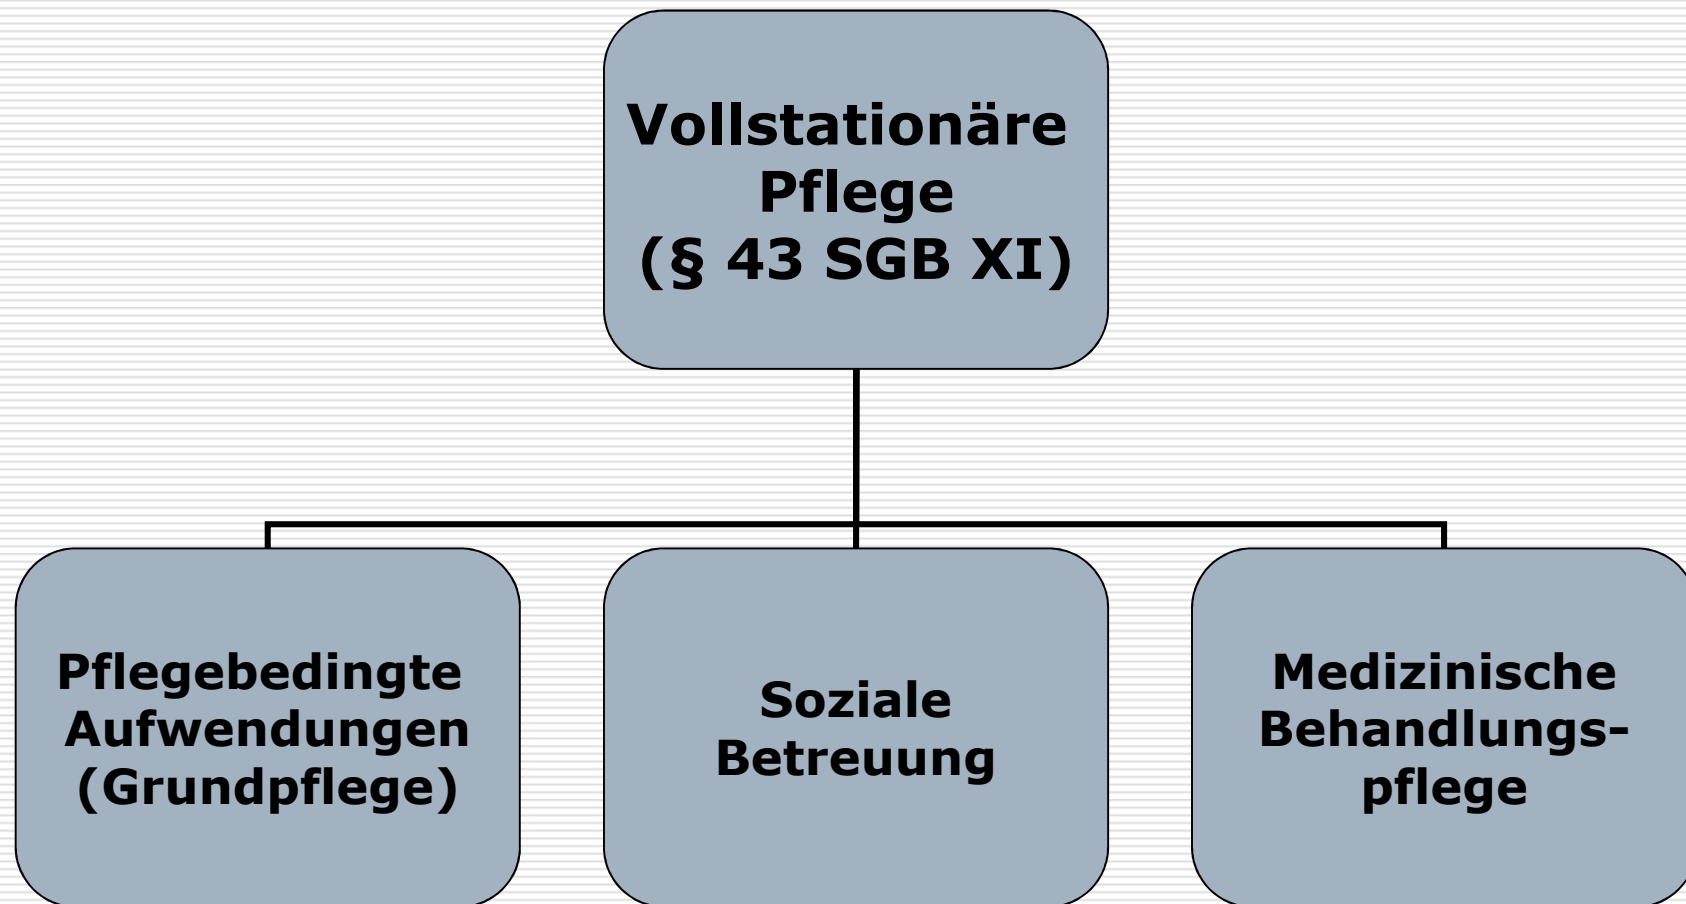 Vollstationäre
Pflege
(§ 43 SGB XI)
Pflegebedingte
Aufwendungen
(Grundpflege)
Soziale
Betreuung
Medizinische
Behandlungs-
pflege